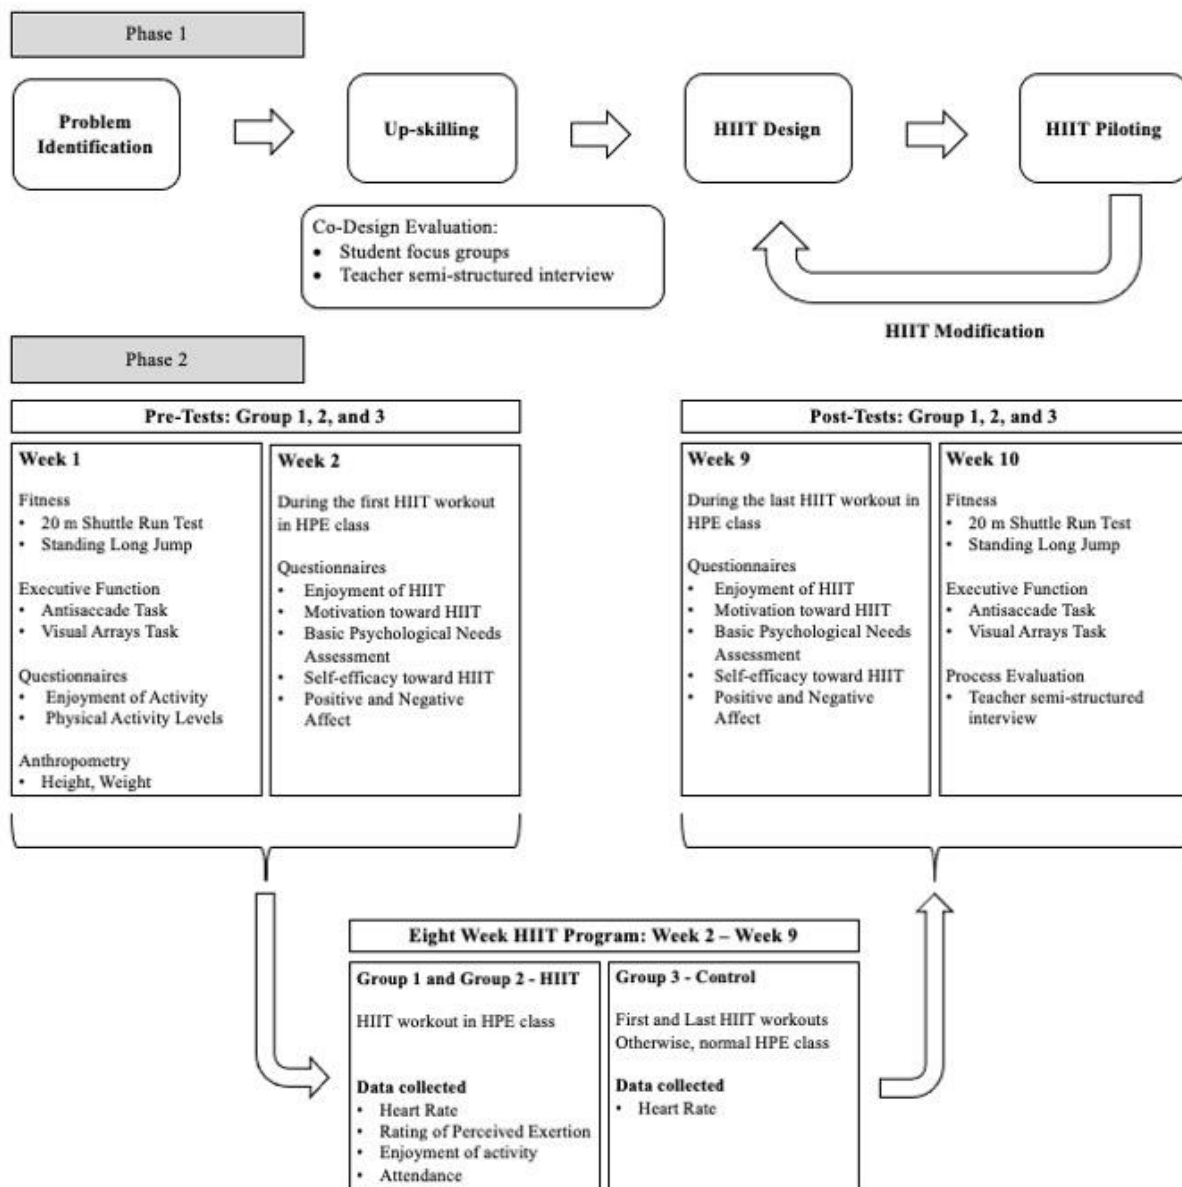 Phase 1
Problem
Identification
Up-skilling
HIIT Design
HIIT Piloting
Co-Design Evaluation:
• Student focus groups
• Teacher semi-structured interview
HIIT Modification
Phase 2
Pre-Tests: Group 1, 2, and 3
Week 1
Fitness
• 20 m Shuttle Run Test
• Standing Long Jump
Executive Function
• Antisaccade Task
• Visual Arrays Task
Questionnaires
• Enjoyment of Activity
• Physical Activity Levels
Anthropometry
• Height, Weight
Week 2
During the first HIIT workout
in HPE class
Questionnaires
• Enjoyment of HIIT
• Motivation toward HIIT
• Basic Psychological Needs
Assessment
• Self-efficacy toward HIIT
• Positive and Negative
Affect
Post-Tests: Group 1, 2, and 3
Week 9
During the last HIIT workout in
HPE class
Questionnaires
• Enjoyment of HIIT
• Motivation toward HIIT
• Basic Psychological Needs
Assessment
• Self-efficacy toward HIIT
• Positive and Negative
Affect
Week 10
Fitness
• 20 m Shuttle Run Test
• Standing Long Jump
Executive Function
• Antisaccade Task
• Visual Arrays Task
Process Evaluation
• Teacher semi-structured
interview
Eight Week HIIT Program: Week 2 – Week 9
Group 1 and Group 2 - HIIT
HIIT workout in HPE class
Data collected
• Heart Rate
• Rating of Perceived Exertion
• Enjoyment of activity
• Attendance
Group 3 - Control
First and Last HIIT workouts
Otherwise, normal HPE class
Data collected
• Heart Rate